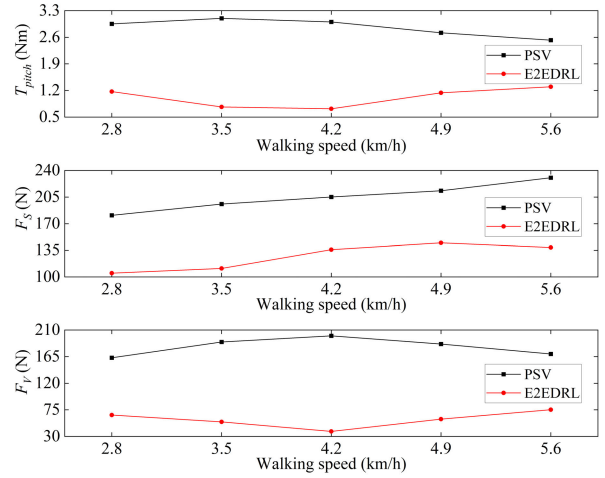 3.3
2.6
1.9
1.2
0.5
T_pitch (Nm)
PSV
E2EDRL
2.8 3.5 4.2 4.9 5.6
Walking speed (km/h)
240
205
170
135
100
F_S (N)
PSV
E2EDRL
2.8 3.5 4.2 4.9 5.6
Walking speed (km/h)
210
165
120
75
30
F_V (N)
PSV
E2EDRL
2.8 3.5 4.2 4.9 5.6
Walking speed (km/h)